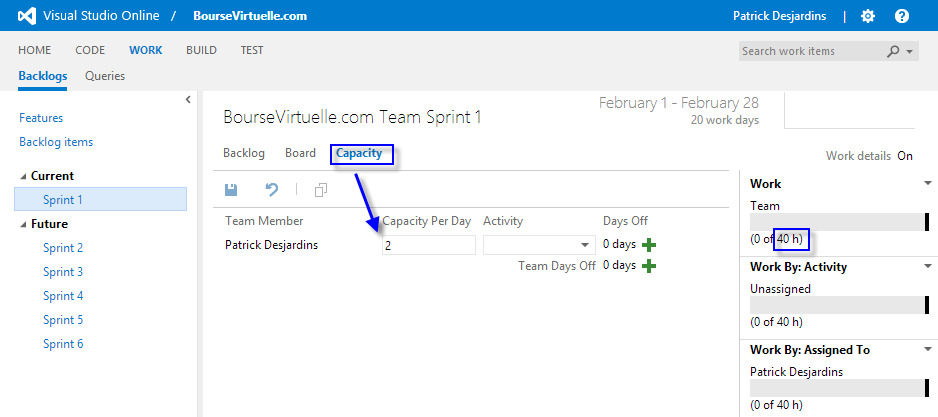 Visual Studio Online / BourseVirtuelle.com Patrick Desjardins | ?
HOME CODE WORK BUILD TEST Search work items
Backlogs Queries
Features
Backlog items
Current
Sprint 1
Future
Sprint 2
Sprint 3
Sprint 4
Sprint 5
Sprint 6
BourseVirtuelle.com Team Sprint 1
February 1 - February 28
20 work days
Backlog Board Capacity
Work details On
Team Member Capacity Per Day Activity Days Off
Patrick Desjardins 2 0 days
Team Days Off 0 days
Work
Team
(0 of 40 h)
Work By: Activity
Unassigned
(0 of 40 h)
Work By: Assigned To
Patrick Desjardins
(0 of 40 h)